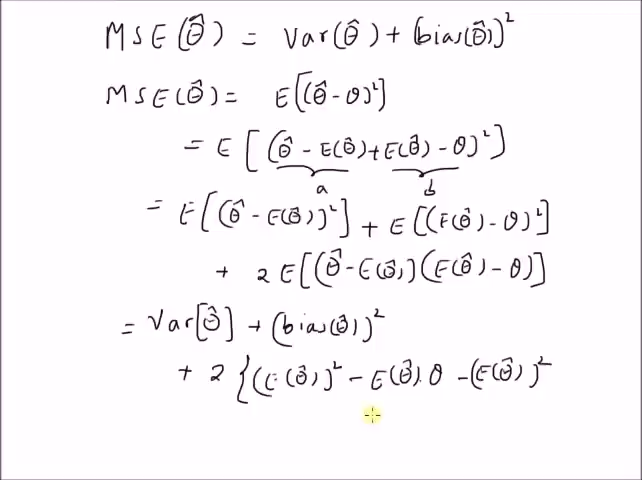 MSE(θ̂) = Var(θ̂) + (bias(θ̂))²
MSE(θ̂) = E[(θ̂ - θ)²]
= E[(θ̂ - E(θ̂) + E(θ̂) - θ)²]
a b
= E[(θ̂ - E(θ̂))²] + E[(E(θ̂) - θ)²]
+ 2E[(θ̂ - E(θ̂))(E(θ̂) - θ)]
= Var[θ̂] + (bias(θ̂))²
+ 2{(E(θ̂))² - E(θ̂).θ - (E(θ̂))²